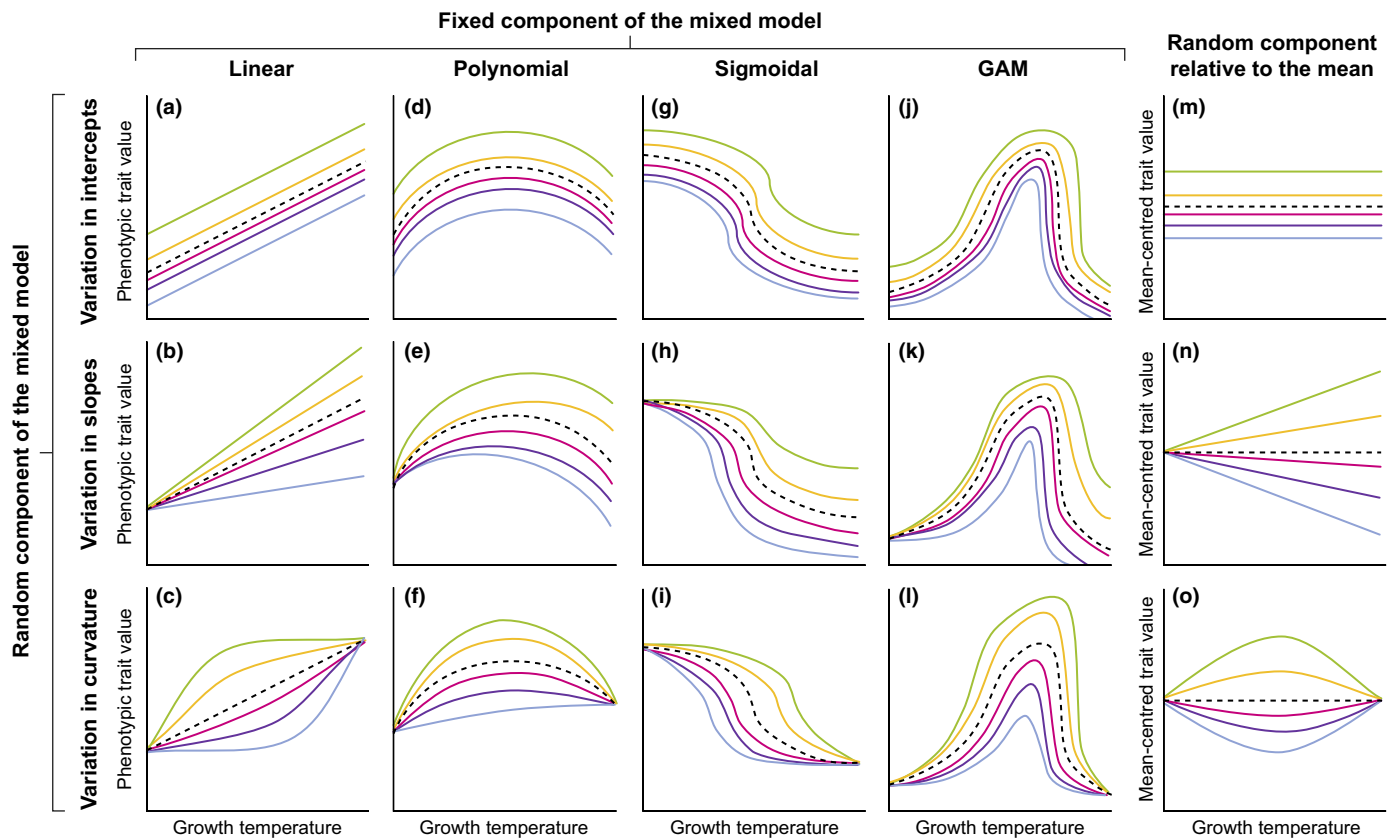 Fixed component of the mixed model
Linear
Polynomial
Sigmoidal
GAM
Random component
relative to the mean
Random component of the mixed model
Variation in intercepts
Phenotypic trait value
(a)
(d)
(g)
(j)
Mean-centred trait value
(m)
Variation in slopes
Phenotypic trait value
(b)
(e)
(h)
(k)
Mean-centred trait value
(n)
Variation in curvature
Phenotypic trait value
(c)
(f)
(i)
(l)
Mean-centred trait value
(o)
Growth temperature
Growth temperature
Growth temperature
Growth temperature
Growth temperature